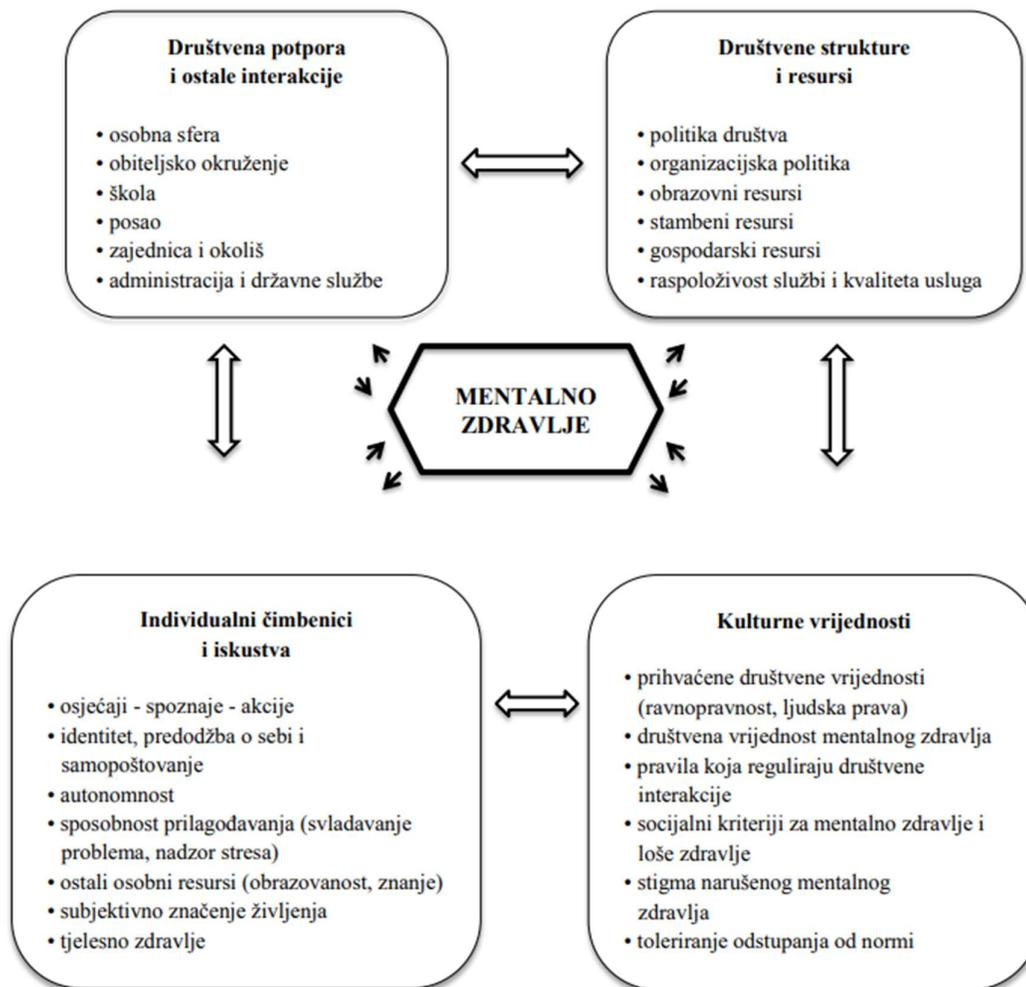 Društvena potpora
i ostale interakcije
• osobna sfera
• obiteljsko okruženje
• škola
• posao
• zajednica i okoliš
• administracija i državne službe
Društvene strukture
i resursi
• politika društva
• organizacijska politika
• obrazovni resursi
• stambeni resursi
• gospodarski resursi
• raspoloživost službi i kvaliteta usluga
MENTALNO
ZDRAVLJE
Individualni čimbenici
i iskustva
• osjećaji - spoznaje - akcije
• identitet, predodžba o sebi i
samopoštovanje
• autonomnost
• sposobnost prilagođavanja (svladavanje
problema, nadzor stresa)
• ostali osobni resursi (obrazovanost, znanje)
• subjektivno značenje življenja
• tjelesno zdravlje
Kulturne vrijednosti
• prihvaćene društvene vrijednosti
(ravnopravnost, ljudska prava)
• društvena vrijednost mentalnog zdravlja
• pravila koja reguliraju društvene
interakcije
• socijalni kriteriji za mentalno zdravlje i
loše zdravlje
• stigma narušenog mentalnog
zdravlja
• toleriranje odstupanja od normi